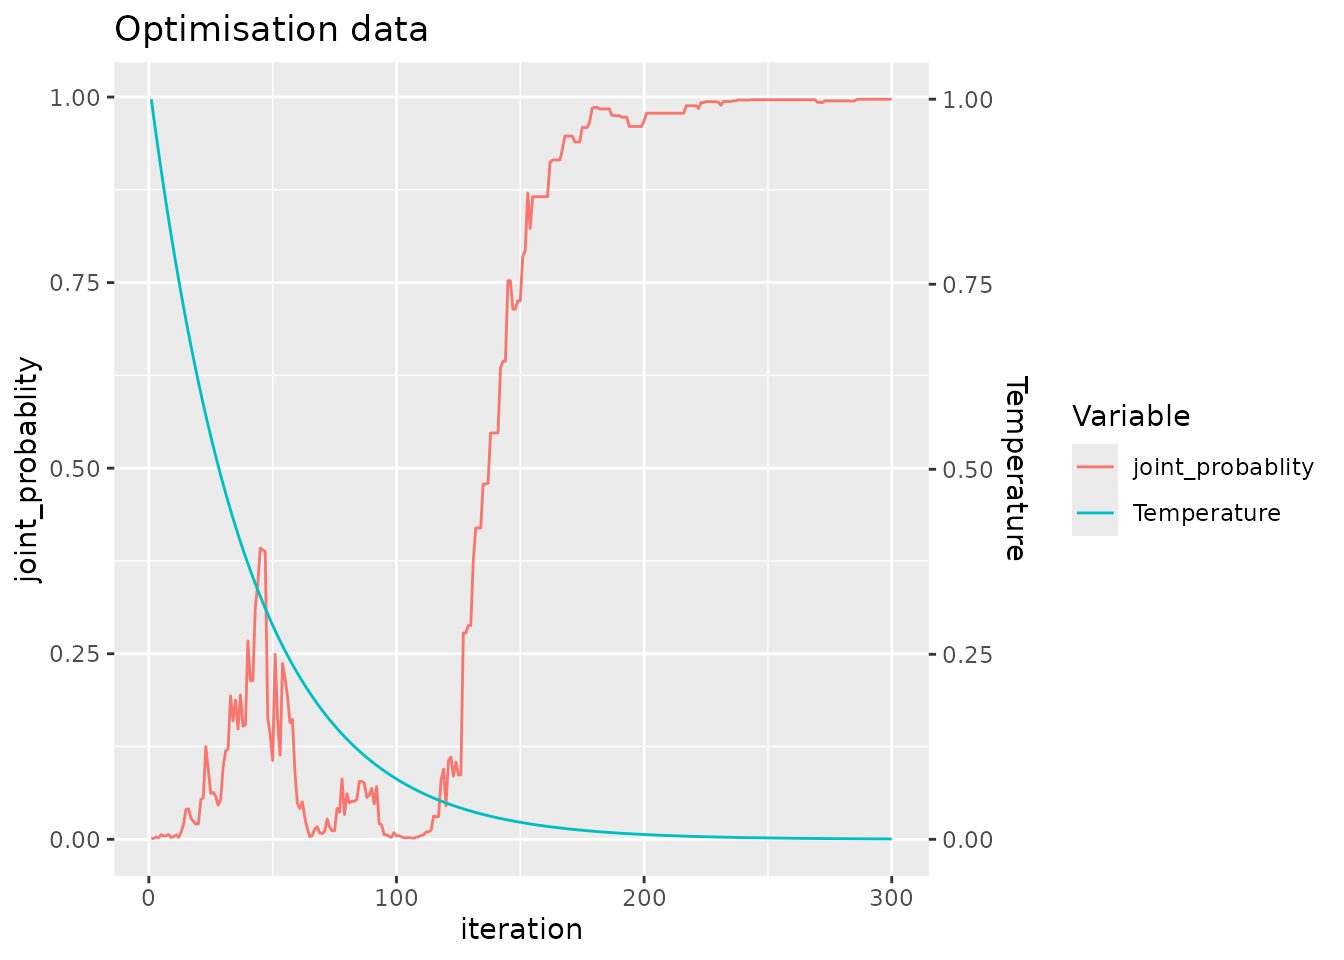 Optimisation data
joint_probablity
1.00
0.75
0.50
0.25
0.00
0
100
200
300
iteration
1.00
0.75
0.50
0.25
0.00
Temperature
Variable
joint_probablity
Temperature